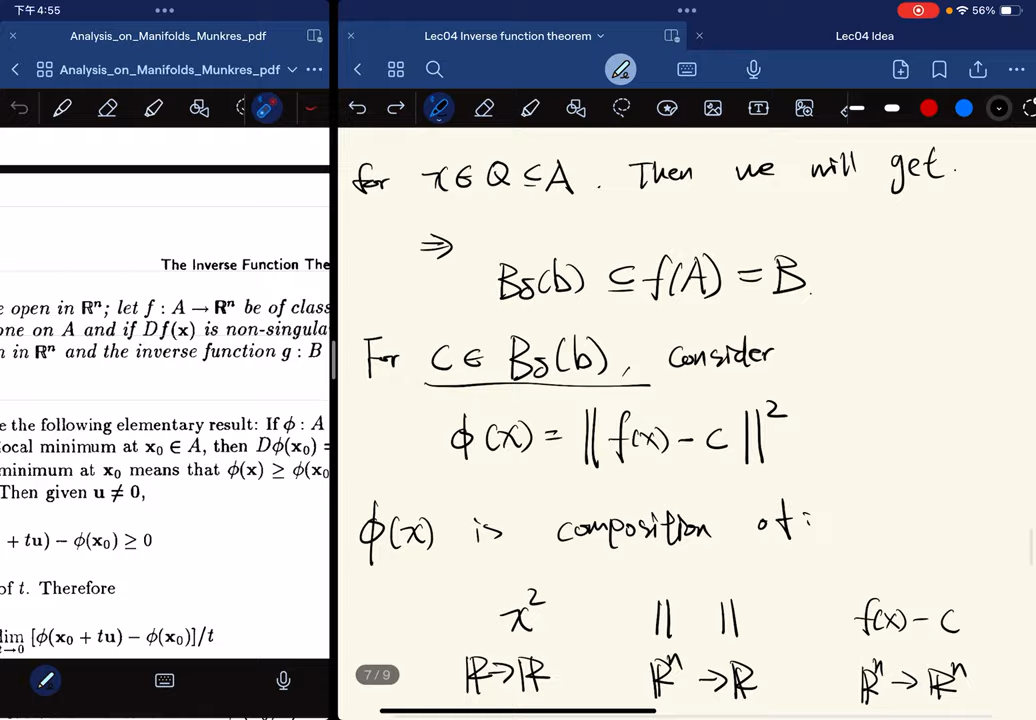 下午4:55
56%
Analysis_on_Manifolds_Munkres_pdf
Lec04 Inverse function theorem
Lec04 Idea
Analysis_on_Manifolds_Munkres_pdf
The Inverse Function The
e open in Rⁿ; let f : A → Rⁿ be of class
one on A and if Df(x) is non-singula
n in Rⁿ and the inverse function g : B
e the following elementary result: If ϕ : A
ocal minimum at x₀ ∈ A, then Dϕ(x₀) =
minimum at x₀ means that ϕ(x) ≥ ϕ(x₀
Then given u ≠ 0,
+ tu) − ϕ(x₀) ≥ 0
of t. Therefore
lim [ϕ(x₀ + tu) − ϕ(x₀)]/t
t→0
for x ∈ Q ⊆ A. Then we will get.
⇒
Bδ(b) ⊆ f(A) = B.
For c ∈ Bδ(b), consider
ϕ(x) = ‖f(x) − c‖²
ϕ(x) is composition of:
x² ‖ ‖ f(x) − c
R→R Rⁿ → R Rⁿ → Rⁿ
7 / 9